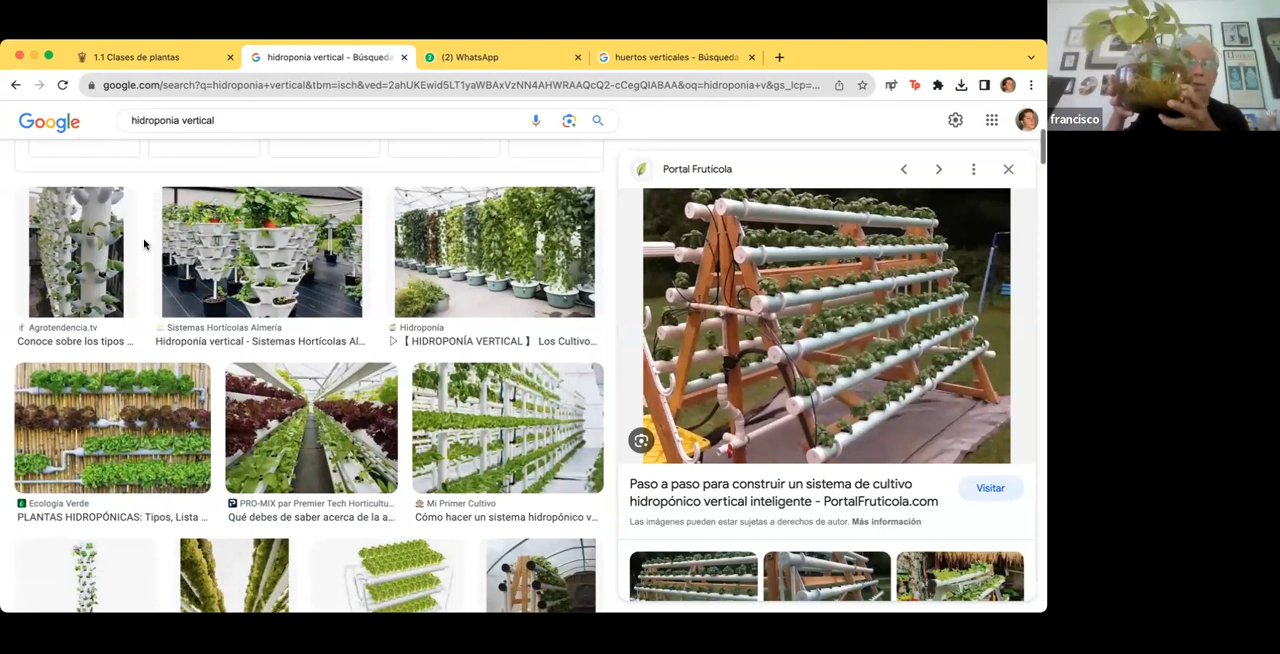 1.1 Clases de plantas
hidroponia vertical - Búsqueda
(2) WhatsApp
huertos verticales - Búsqueda
google.com/search?q=hidroponia+vertical&tbm=isch&ved=2ahUKEwid5LT1yaWBAxVzNN4AHWRAAQcQ2-cCegQIABAA&oq=hidroponia+v&gs_lcp=...
Google
hidroponia vertical
francisco
Portal Frutícola
Agrotendencia.tv
Conoce sobre los tipos ...
Sistemas Hortícolas Almería
Hidroponía vertical - Sistemas Hortícolas Al...
Hidroponía
▷【 HIDROPONÍA VERTICAL 】 Los Cultivo...
Ecología Verde
PLANTAS HIDROPÓNICAS: Tipos, Lista ...
PRO-MIX par Premier Tech Horticultu...
Qué debes de saber acerca de la a...
Mi Primer Cultivo
Cómo hacer un sistema hidropónico v...
Paso a paso para construir un sistema de cultivo
hidropónico vertical inteligente - PortalFruticola.com
Visitar
Las imágenes pueden estar sujetas a derechos de autor. Más información